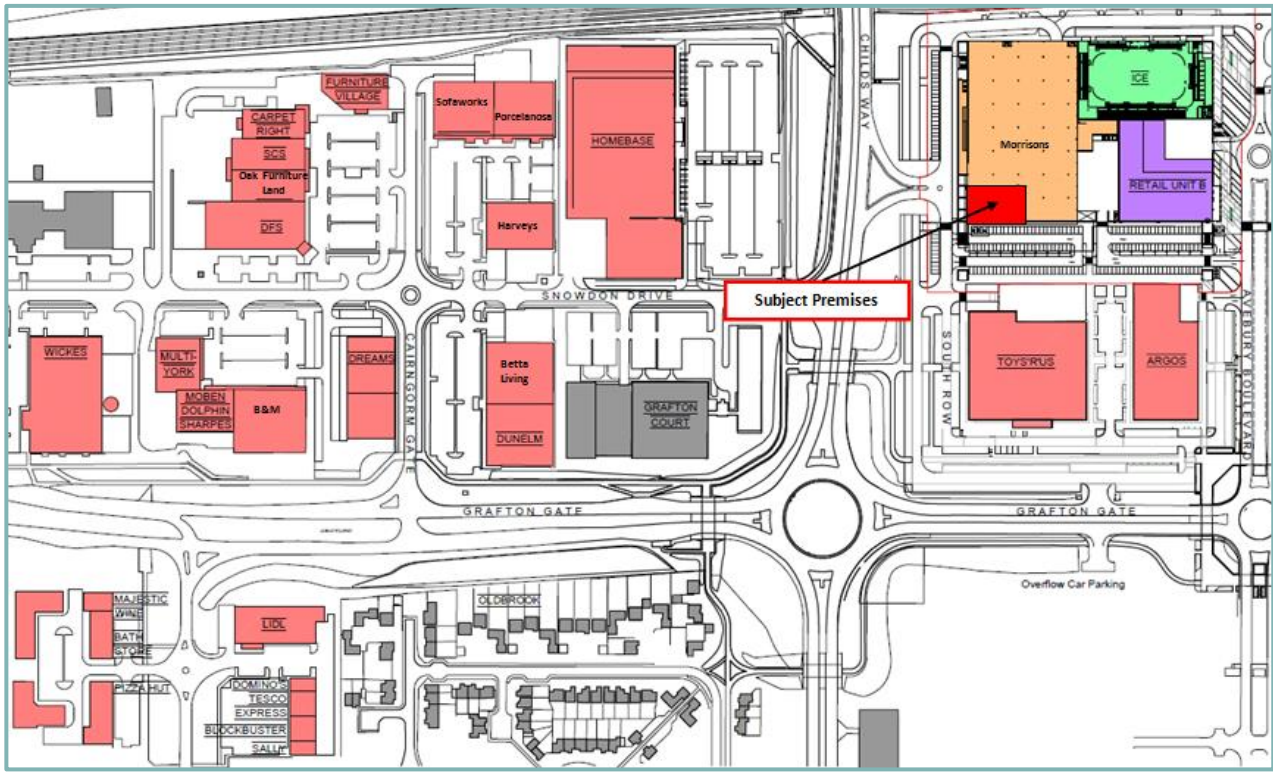 CHILDS WAY
FURNITURE
VILLAGE
CARPET
RIGHT
SCS
Oak Furniture
Land
DFS
Sofaworks
Porcelanosa
Harveys
HOMEBASE
ICE
Morrisons
RETAIL UNIT B
SNOWDON DRIVE
Subject Premises
WICKES
MULTI-
YORK
MOBEN
DOLPHIN
SHARPES
B&M
DREAMS
CAIRNGORM GATE
Betta
Living
DUNELM
GRAFTON
COURT
SOUTH ROW
TOYS'R'US
ARGOS
AVEBURY BOULEVARD
GRAFTON GATE
GRAFTON GATE
Overflow Car Parking
MAJESTIC
WINE
BATH
STORE
PIZZA HUT
LIDL
OLDBROOK
DOMINO'S
TESCO
EXPRESS
BLOCKBUSTER
SALLY